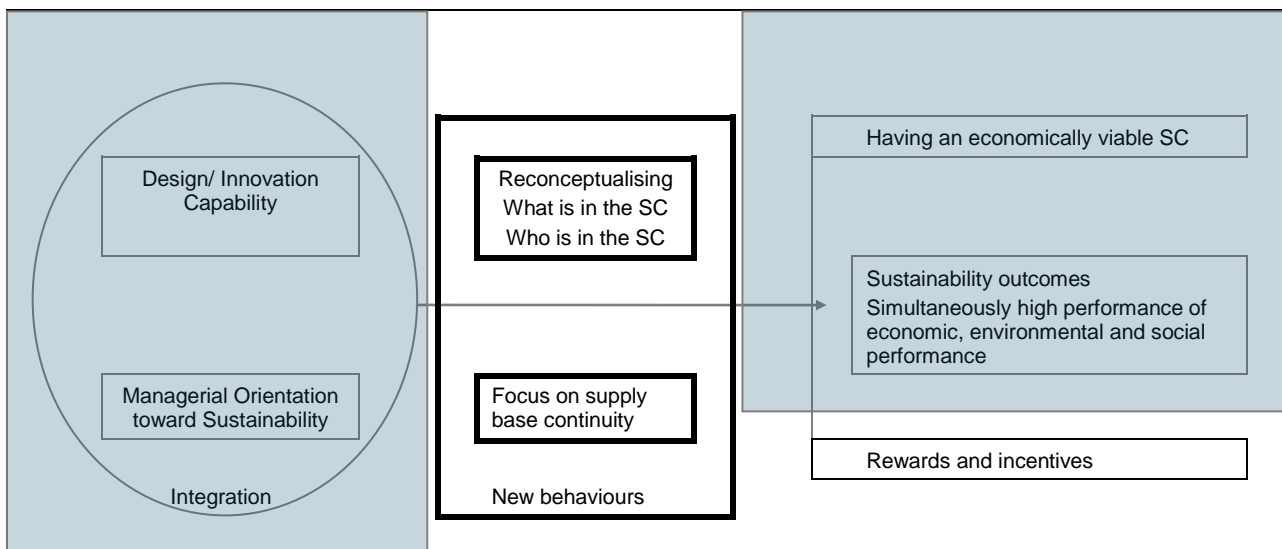 Design/ Innovation
Capability
Managerial Orientation
toward Sustainability
Integration
Reconceptualising
What is in the SC
Who is in the SC
Focus on supply
base continuity
New behaviours
Having an economically viable SC
Sustainability outcomes
Simultaneously high performance of
economic, environmental and social
performance
Rewards and incentives